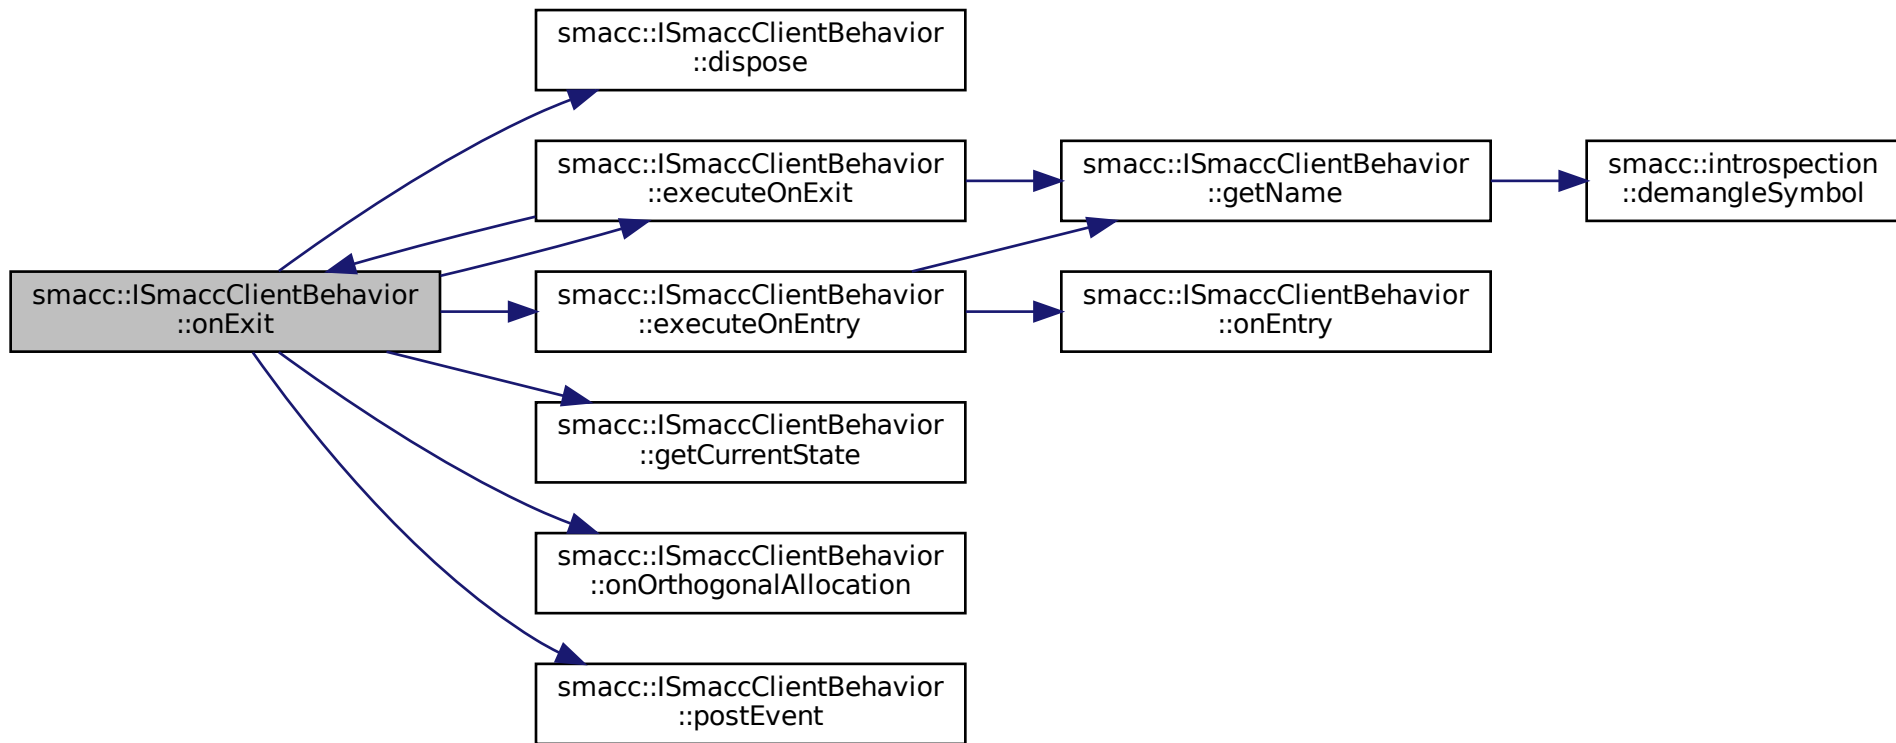 smacc::ISmaccClientBehavior
::dispose
smacc::ISmaccClientBehavior
::executeOnExit
smacc::ISmaccClientBehavior
::getName
smacc::introspection
::demangleSymbol
smacc::ISmaccClientBehavior
::onExit
smacc::ISmaccClientBehavior
::executeOnEntry
smacc::ISmaccClientBehavior
::onEntry
smacc::ISmaccClientBehavior
::getCurrentState
smacc::ISmaccClientBehavior
::onOrthogonalAllocation
smacc::ISmaccClientBehavior
::postEvent